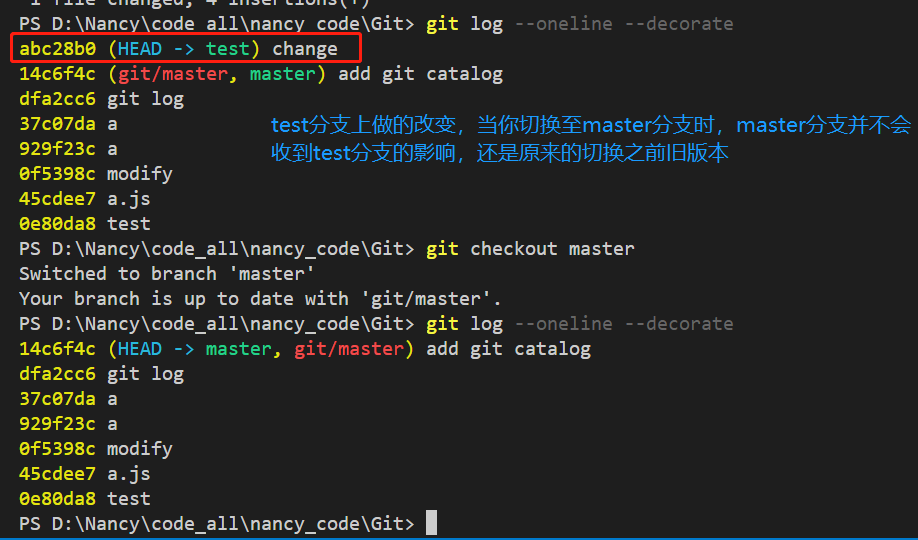 1 file changed, 4 insertions(+)
PS D:\Nancy\code_all\nancy_code\Git> git log --oneline --decorate
abc28b0 (HEAD -> test) change
14c6f4c (git/master, master) add git catalog
dfa2cc6 git log
37c07da a
test分支上做的改变，当你切换至master分支时，master分支并不会
929f23c a
收到test分支的影响，还是原来的切换之前旧版本
0f5398c modify
45cdee7 a.js
0e80da8 test
PS D:\Nancy\code_all\nancy_code\Git> git checkout master
Switched to branch 'master'
Your branch is up to date with 'git/master'.
PS D:\Nancy\code_all\nancy_code\Git> git log --oneline --decorate
14c6f4c (HEAD -> master, git/master) add git catalog
dfa2cc6 git log
37c07da a
929f23c a
0f5398c modify
45cdee7 a.js
0e80da8 test
PS D:\Nancy\code_all\nancy_code\Git>